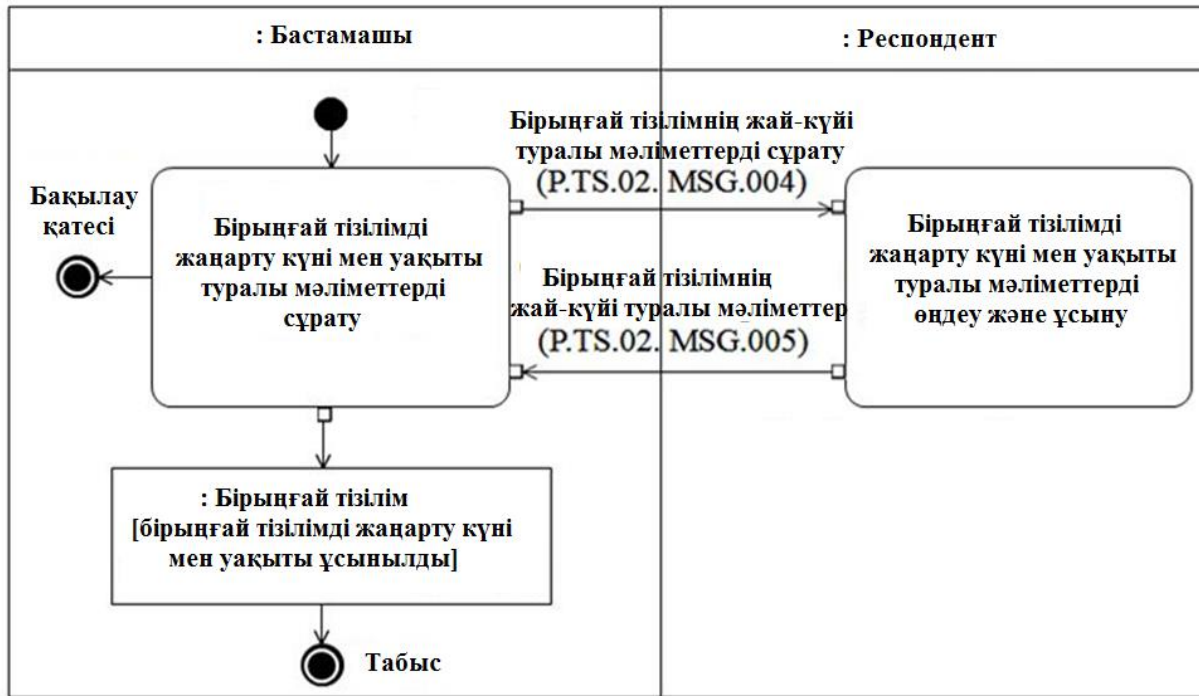 : Бастамашы
: Респондент
Бірыңғай тізілімнің жай-күйі
туралы мәліметтерді сұрату
(P.TS.02. MSG.004)
Бақылау
қатесі
Бірыңғай тізілімді
жаңарту күні мен уақыты
туралы мәліметтерді
сұрату
Бірыңғай тізілімнің
жай-күйі туралы мәліметтер
(P.TS.02. MSG.005)
Бірыңғай тізілімді
жаңарту күні мен уақыты
туралы мәліметтерді
өңдеу және ұсыну
: Бірыңғай тізілім
[бірыңғай тізілімді жаңарту күні
мен уақыты ұсынылды]
Табыс